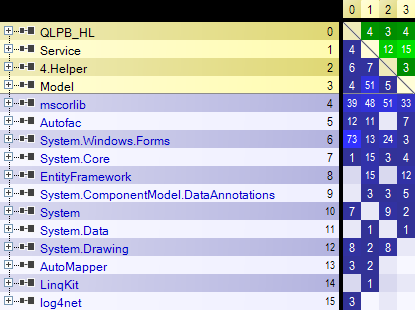 0 1 2 3
QLPB_HL 0 4 3 4
Service 1 4 12 15
4.Helper 2 6 7 3
Model 3 4 51 5
mscorlib 4 39 48 51 33
Autofac 5 12 11 7
System.Windows.Forms 6 73 13 24 3
System.Core 7 1 15 3 4
EntityFramework 8 15 12
System.ComponentModel.DataAnnotations 9 3 3 5
System 10 7 9 2
System.Data 11 1 1
System.Drawing 12 8 2 8
AutoMapper 13 3 2
LinqKit 14 1
log4net 15 3